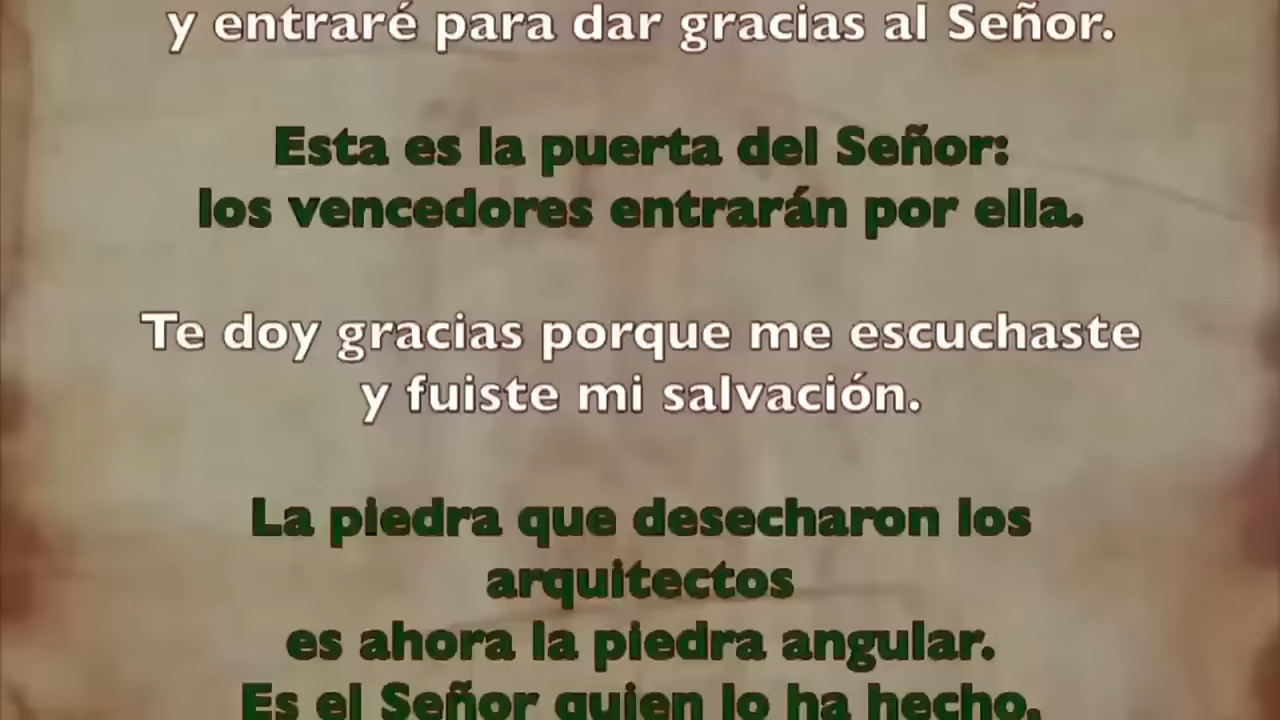 y entraré para dar gracias al Señor.
Esta es la puerta del Señor:
los vencedores entrarán por ella.
Te doy gracias porque me escuchaste
y fuiste mi salvación.
La piedra que desecharon los
arquitectos
es ahora la piedra angular.
Es el Señor quien lo ha hecho,